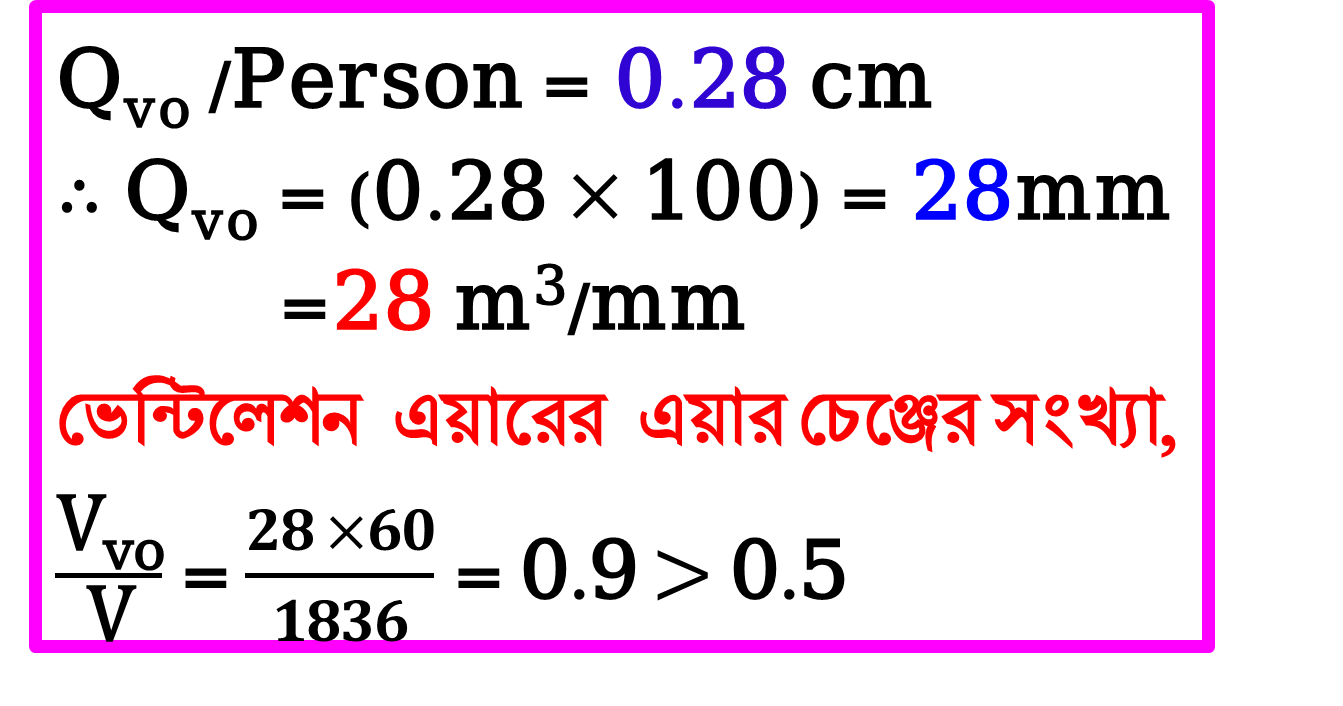 Qvo /Person = 0.28 cm
∴ Qvo = (0.28 × 100) = 28mm
=28 m³/mm
ভেন্টিলেশন এয়ারের এয়ার চেঞ্জের সংখ্যা,
Vvo/V = 28 ×60/1836 = 0.9 > 0.5